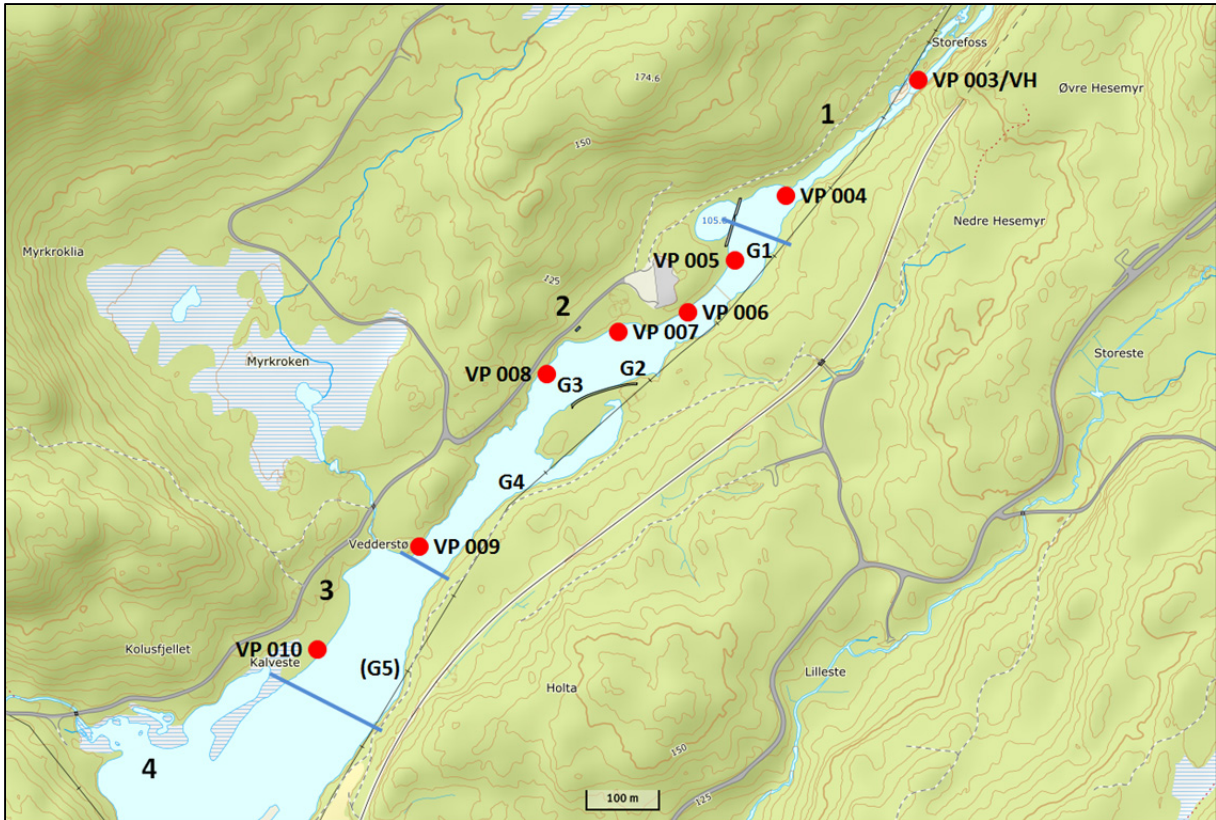 Storefoss
VP 003/VH
174.6
Øvre Hesemyr
1
150
VP 004
105.
Nedre Hesemyr
G1
VP 005
Myrkroklia
125
2
VP 006
VP 007
Storeste
Myrkroken
VP 008
G2
G3
G4
Vedderstø
VP 009
3
Kolusfjellet
VP 010
Kalveste
(G5)
Lilleste
Holta
150
4
100 m
125